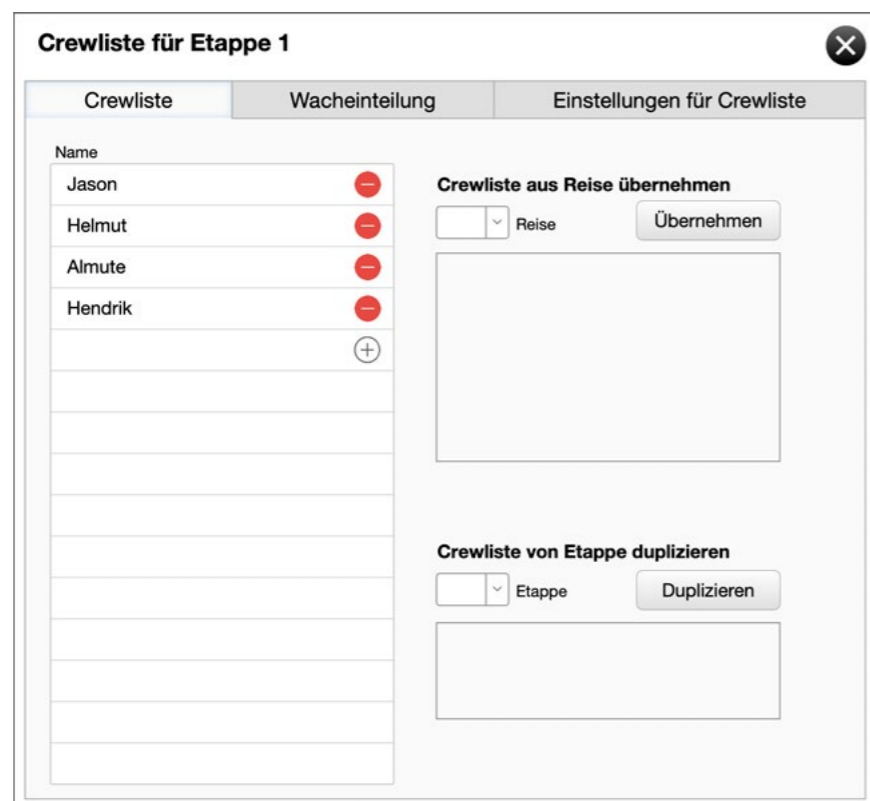 Crewliste für Etappe 1
Crewliste
Wacheinteilung
Einstellungen für Crewliste
Name
Jason
Helmut
Almute
Hendrik
Crewliste aus Reise übernehmen
Reise
Übernehmen
Crewliste von Etappe duplizieren
Etappe
Duplizieren